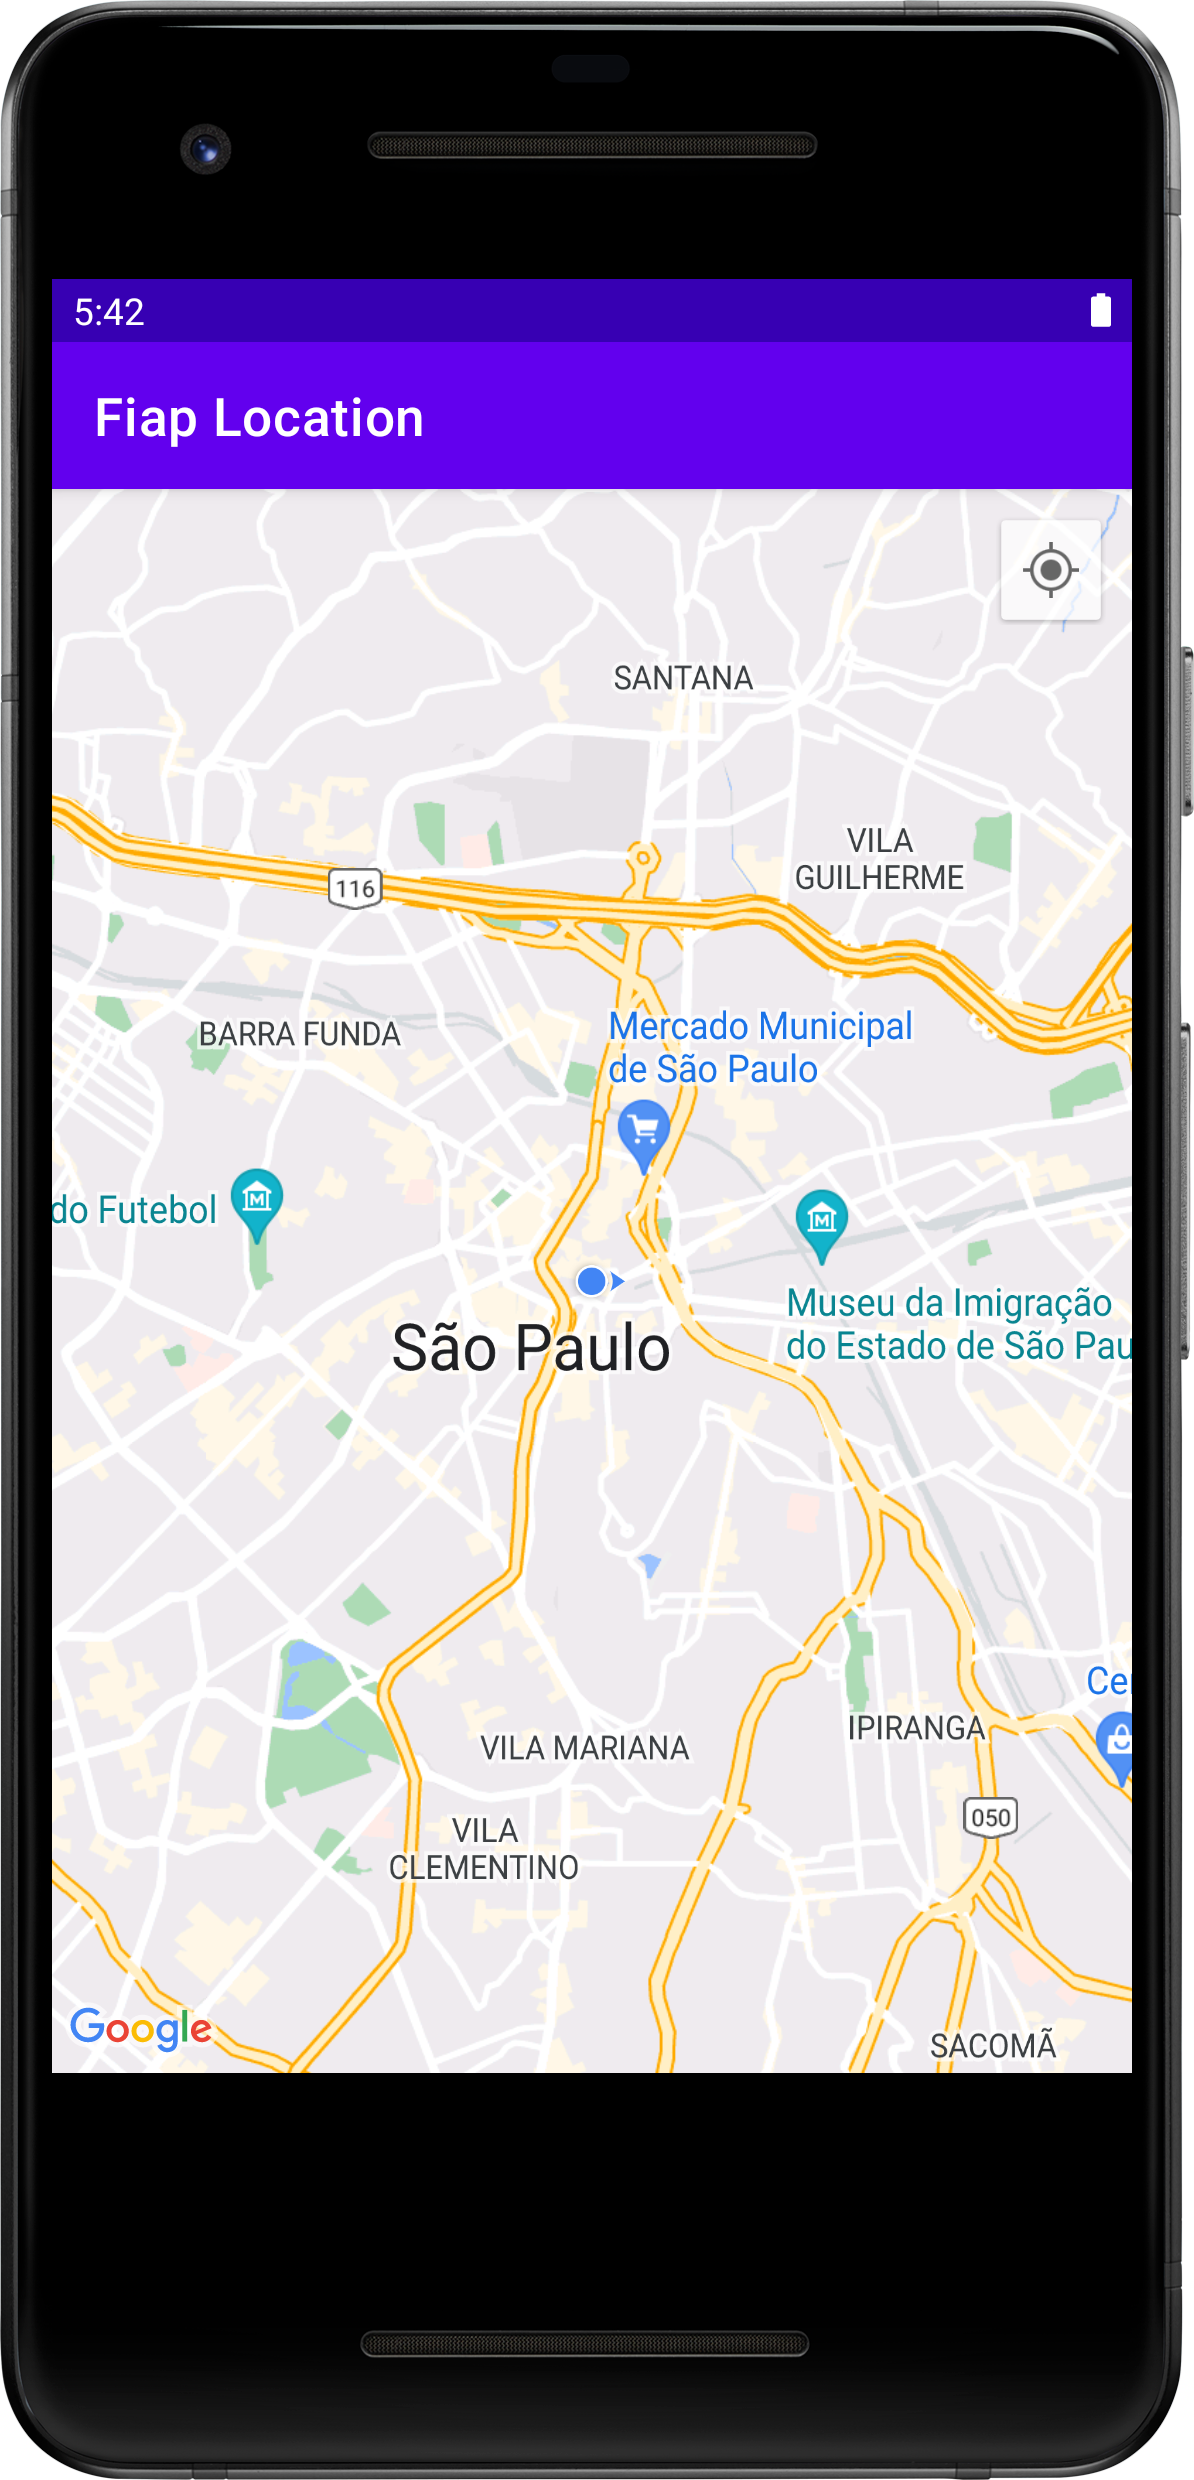 5:42
Fiap Location
SANTANA
VILA
GUILHERME
116
BARRA FUNDA
Mercado Municipal
de São Paulo
do Futebol
M
M
Museu da Imigração
do Estado de São Pau
São Paulo
Ce
IPIRANGA
VILA MARIANA
050
VILA
CLEMENTINO
Google
SACOMÃ